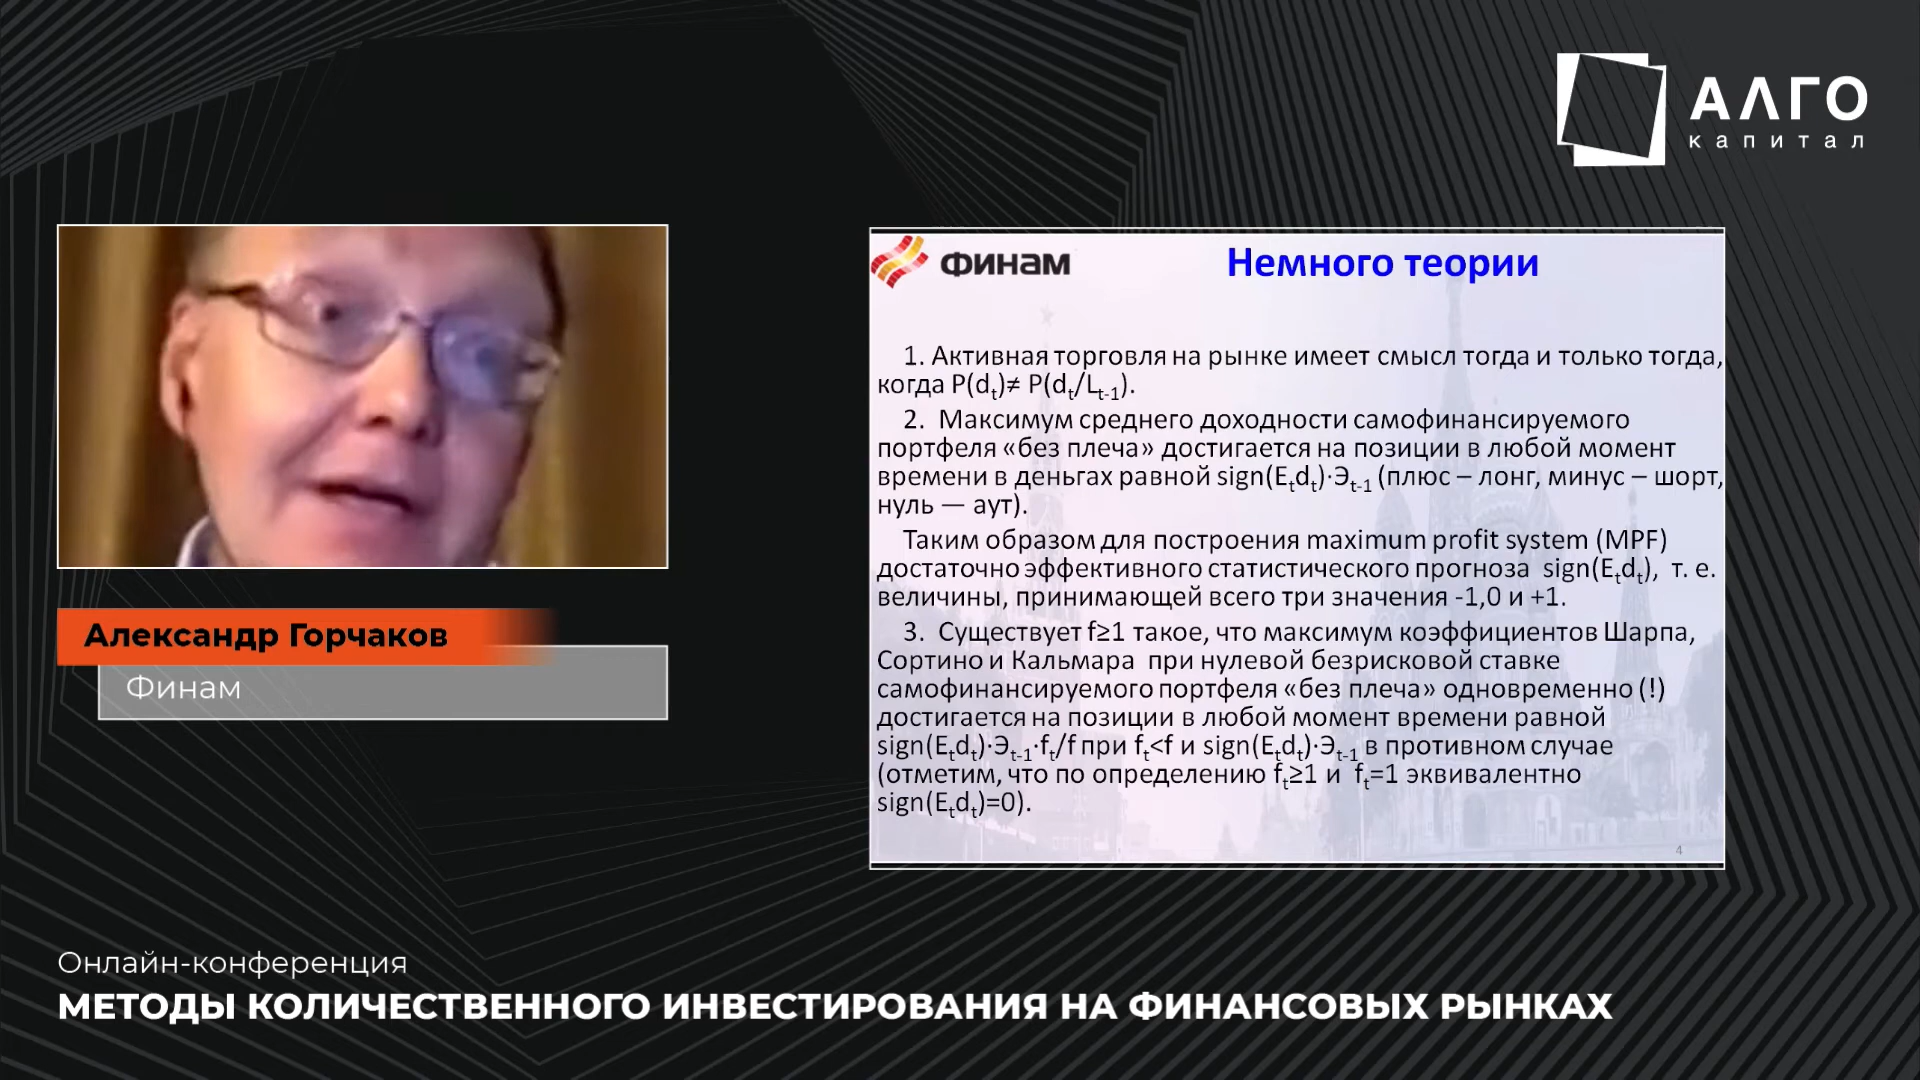 АЛГО
капитал
ФИНАМ
Немного теории
1. Активная торговля на рынке имеет смысл тогда и только тогда,
когда P(dₜ)≠ P(dₜ/Lₜ₋₁).
2. Максимум среднего доходности самофинансируемого
портфеля «без плеча» достигается на позиции в любой момент
времени в деньгах равной sign(Eₜdₜ)·Эₜ₋₁ (плюс – лонг, минус – шорт,
нуль — аут).
Таким образом для построения maximum profit system (MPF)
достаточно эффективного статистического прогноза sign(Eₜdₜ), т. е.
величины, принимающей всего три значения -1,0 и +1.
3. Существует f≥1 такое, что максимум коэффициентов Шарпа,
Сортино и Кальмара при нулевой безрисковой ставке
самофинансируемого портфеля «без плеча» одновременно (!)
достигается на позиции в любой момент времени равной
sign(Eₜdₜ)·Эₜ₋₁·fₜ/f при fₜ<f и sign(Eₜdₜ)·Эₜ₋₁ в противном случае
(отметим, что по определению fₜ≥1 и fₜ=1 эквивалентно
sign(Eₜdₜ)=0).
4
Александр Горчаков
Финам
Онлайн-конференция
МЕТОДЫ КОЛИЧЕСТВЕННОГО ИНВЕСТИРОВАНИЯ НА ФИНАНСОВЫХ РЫНКАХ